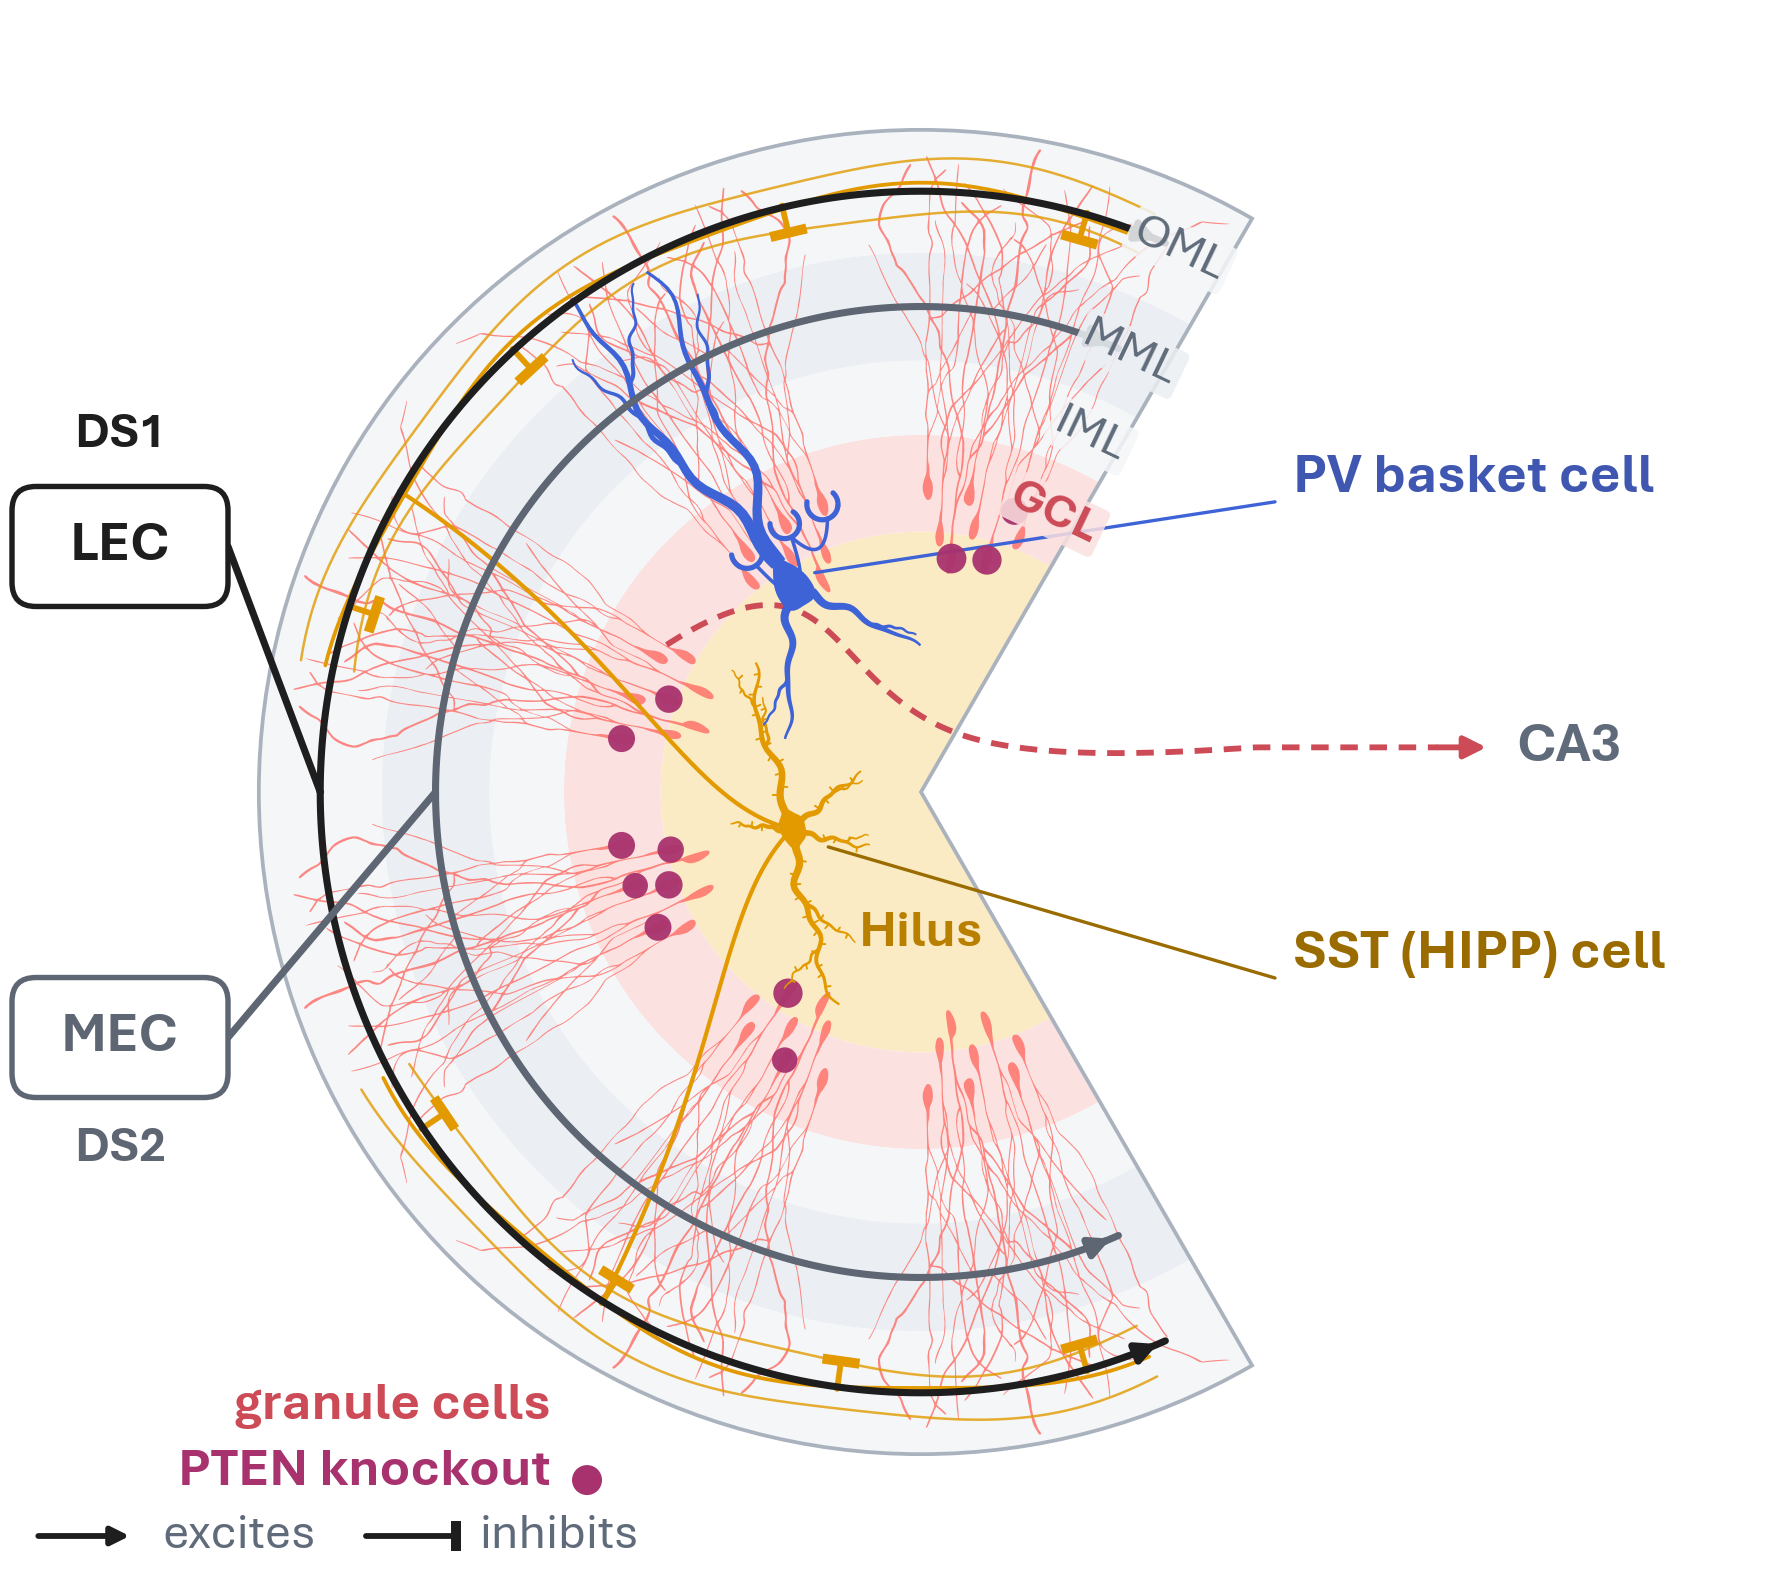 OML
MML
IML
GCL
DS1
LEC
PV basket cell
CA3
Hilus
SST (HIPP) cell
MEC
DS2
granule cells
PTEN knockout
excites
inhibits